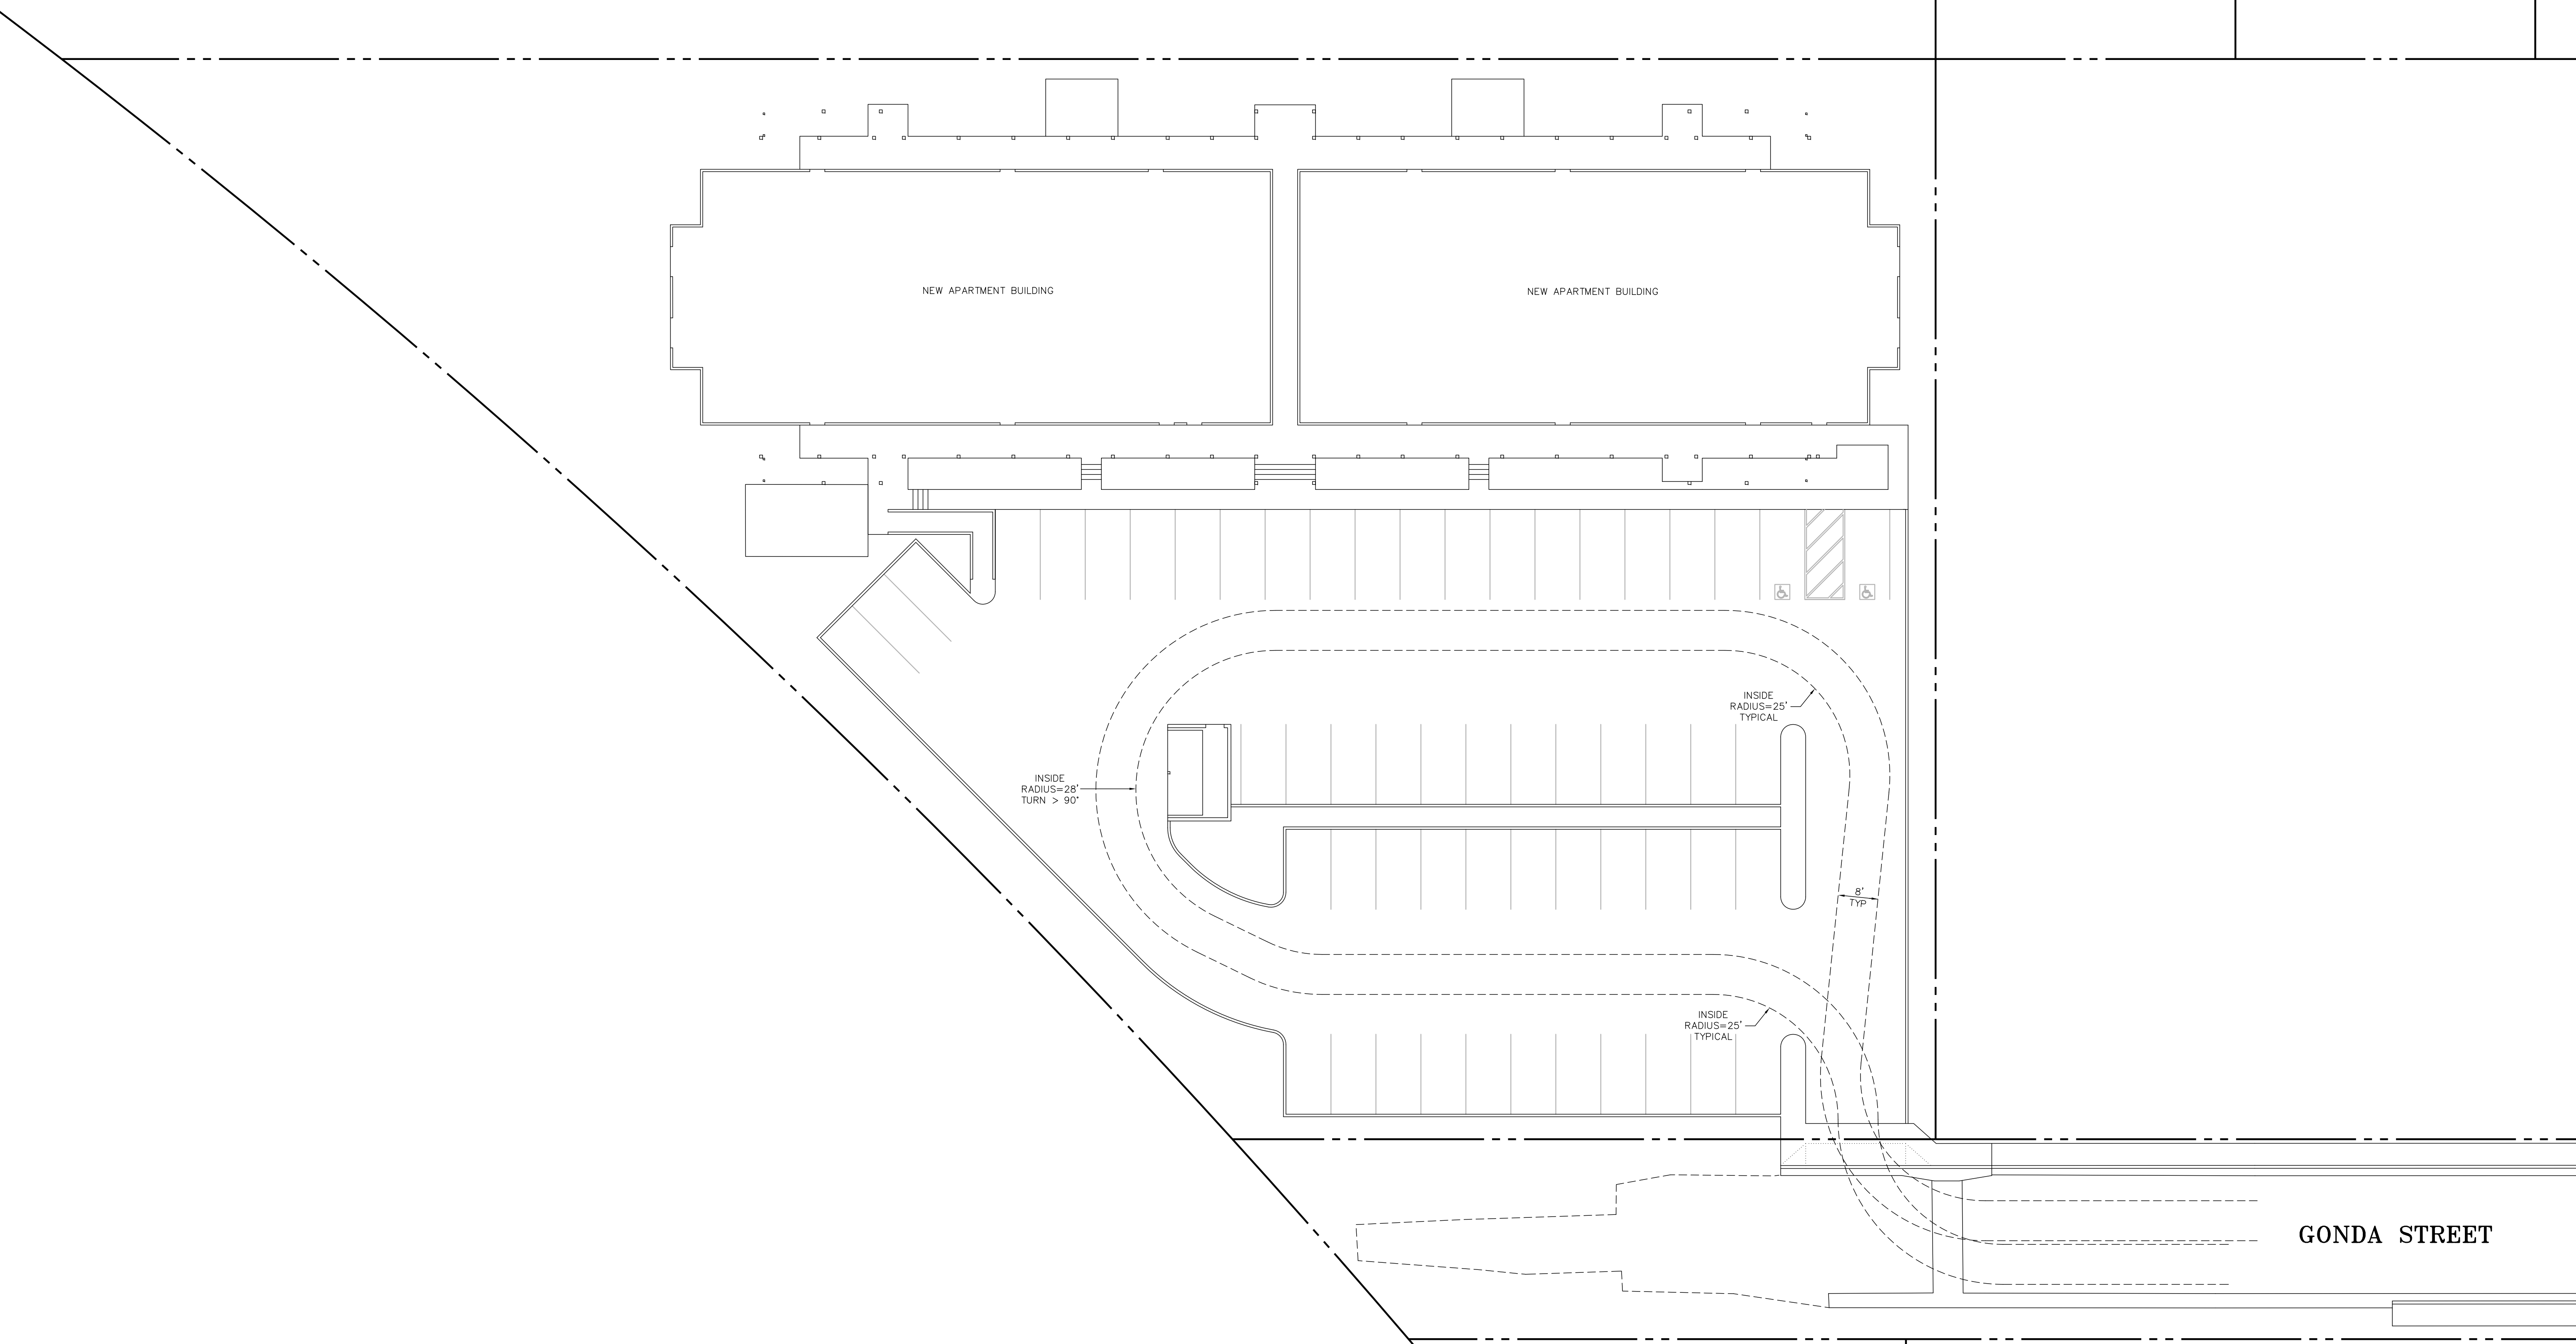 NEW APARTMENT BUILDING
NEW APARTMENT BUILDING
INSIDE
RADIUS=25'
TYPICAL
INSIDE
RADIUS=28'
TURN > 90°
8'
TYP
INSIDE
RADIUS=25'
TYPICAL
GONDA STREET